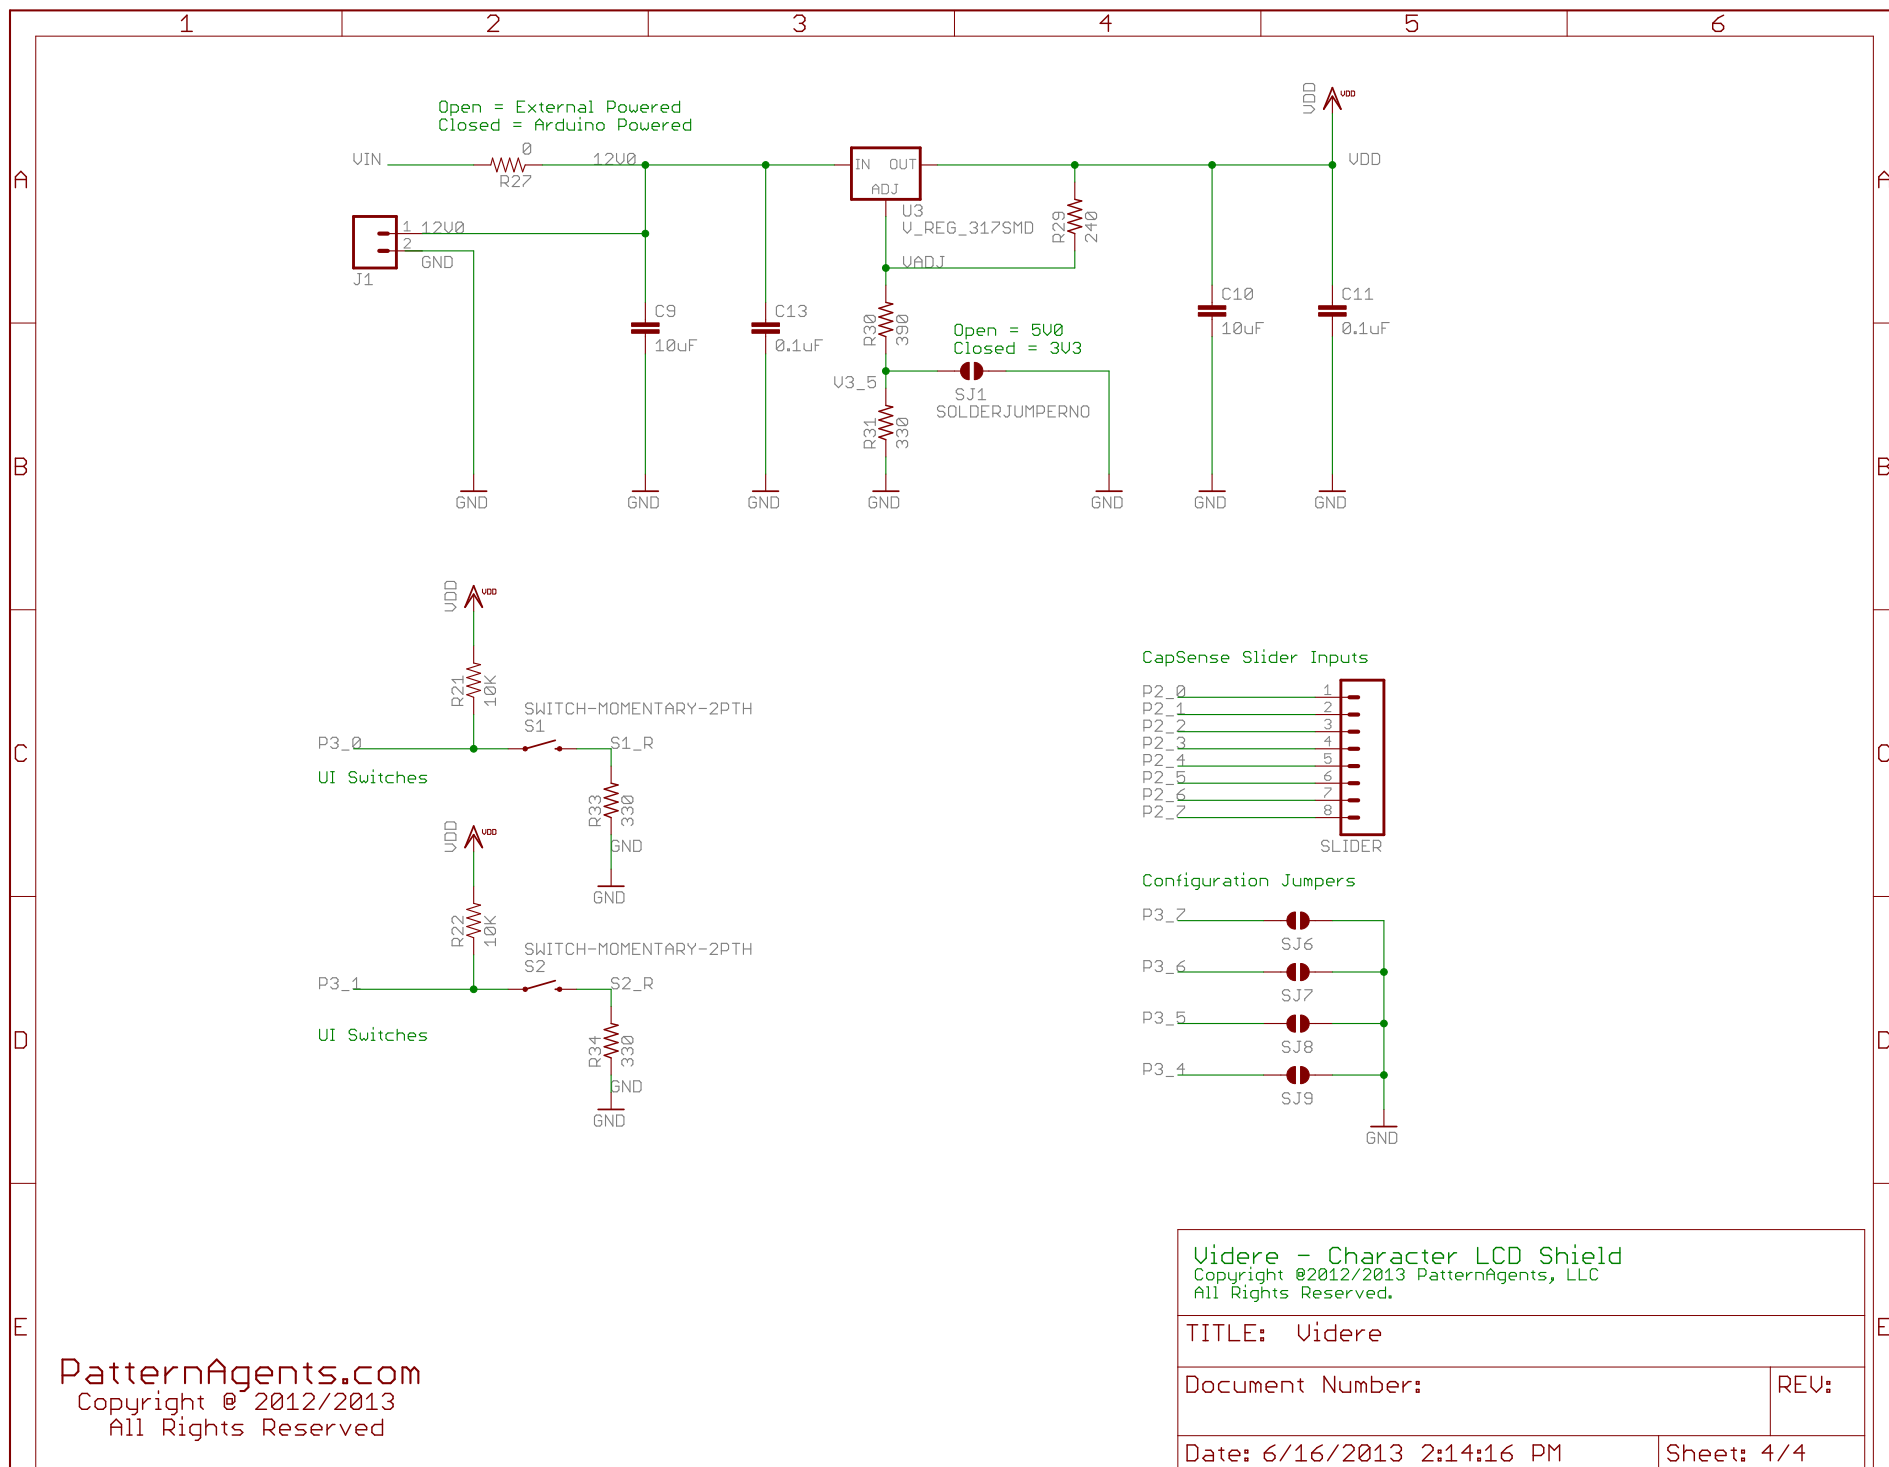 1 2 3 4 5 6
A A
B B
C C
D D
E E
Open = External Powered
Closed = Arduino Powered
VIN
0
R27
12V0
IN OUT
ADJ
U3
V_REG_317SMD
VDD
VDD
VDD
R29
240
VADJ
1 12V0
2
GND
J1
C9
10uF
C13
0.1uF
R30
390
Open = 5V0
Closed = 3V3
V3_5
SJ1
SOLDERJUMPERNO
R31
330
C10
10uF
C11
0.1uF
GND GND GND GND GND GND GND
VDD
VDD
R21
10K
SWITCH-MOMENTARY-2PTH
S1
P3_0
S1_R
UI Switches
R33
330
GND
GND
VDD
VDD
R22
10K
SWITCH-MOMENTARY-2PTH
S2
P3_1
S2_R
UI Switches
R34
330
GND
GND
CapSense Slider Inputs
P2_0 1
P2_1 2
P2_2 3
P2_3 4
P2_4 5
P2_5 6
P2_6 7
P2_7 8
SLIDER
Configuration Jumpers
P3_7
SJ6
P3_6
SJ7
P3_5
SJ8
P3_4
SJ9
GND
Videre - Character LCD Shield
Copyright @2012/2013 PatternAgents, LLC
All Rights Reserved.
TITLE: Videre
Document Number:
REV:
Date: 6/16/2013 2:14:16 PM
Sheet: 4/4
PatternAgents.com
Copyright @ 2012/2013
All Rights Reserved